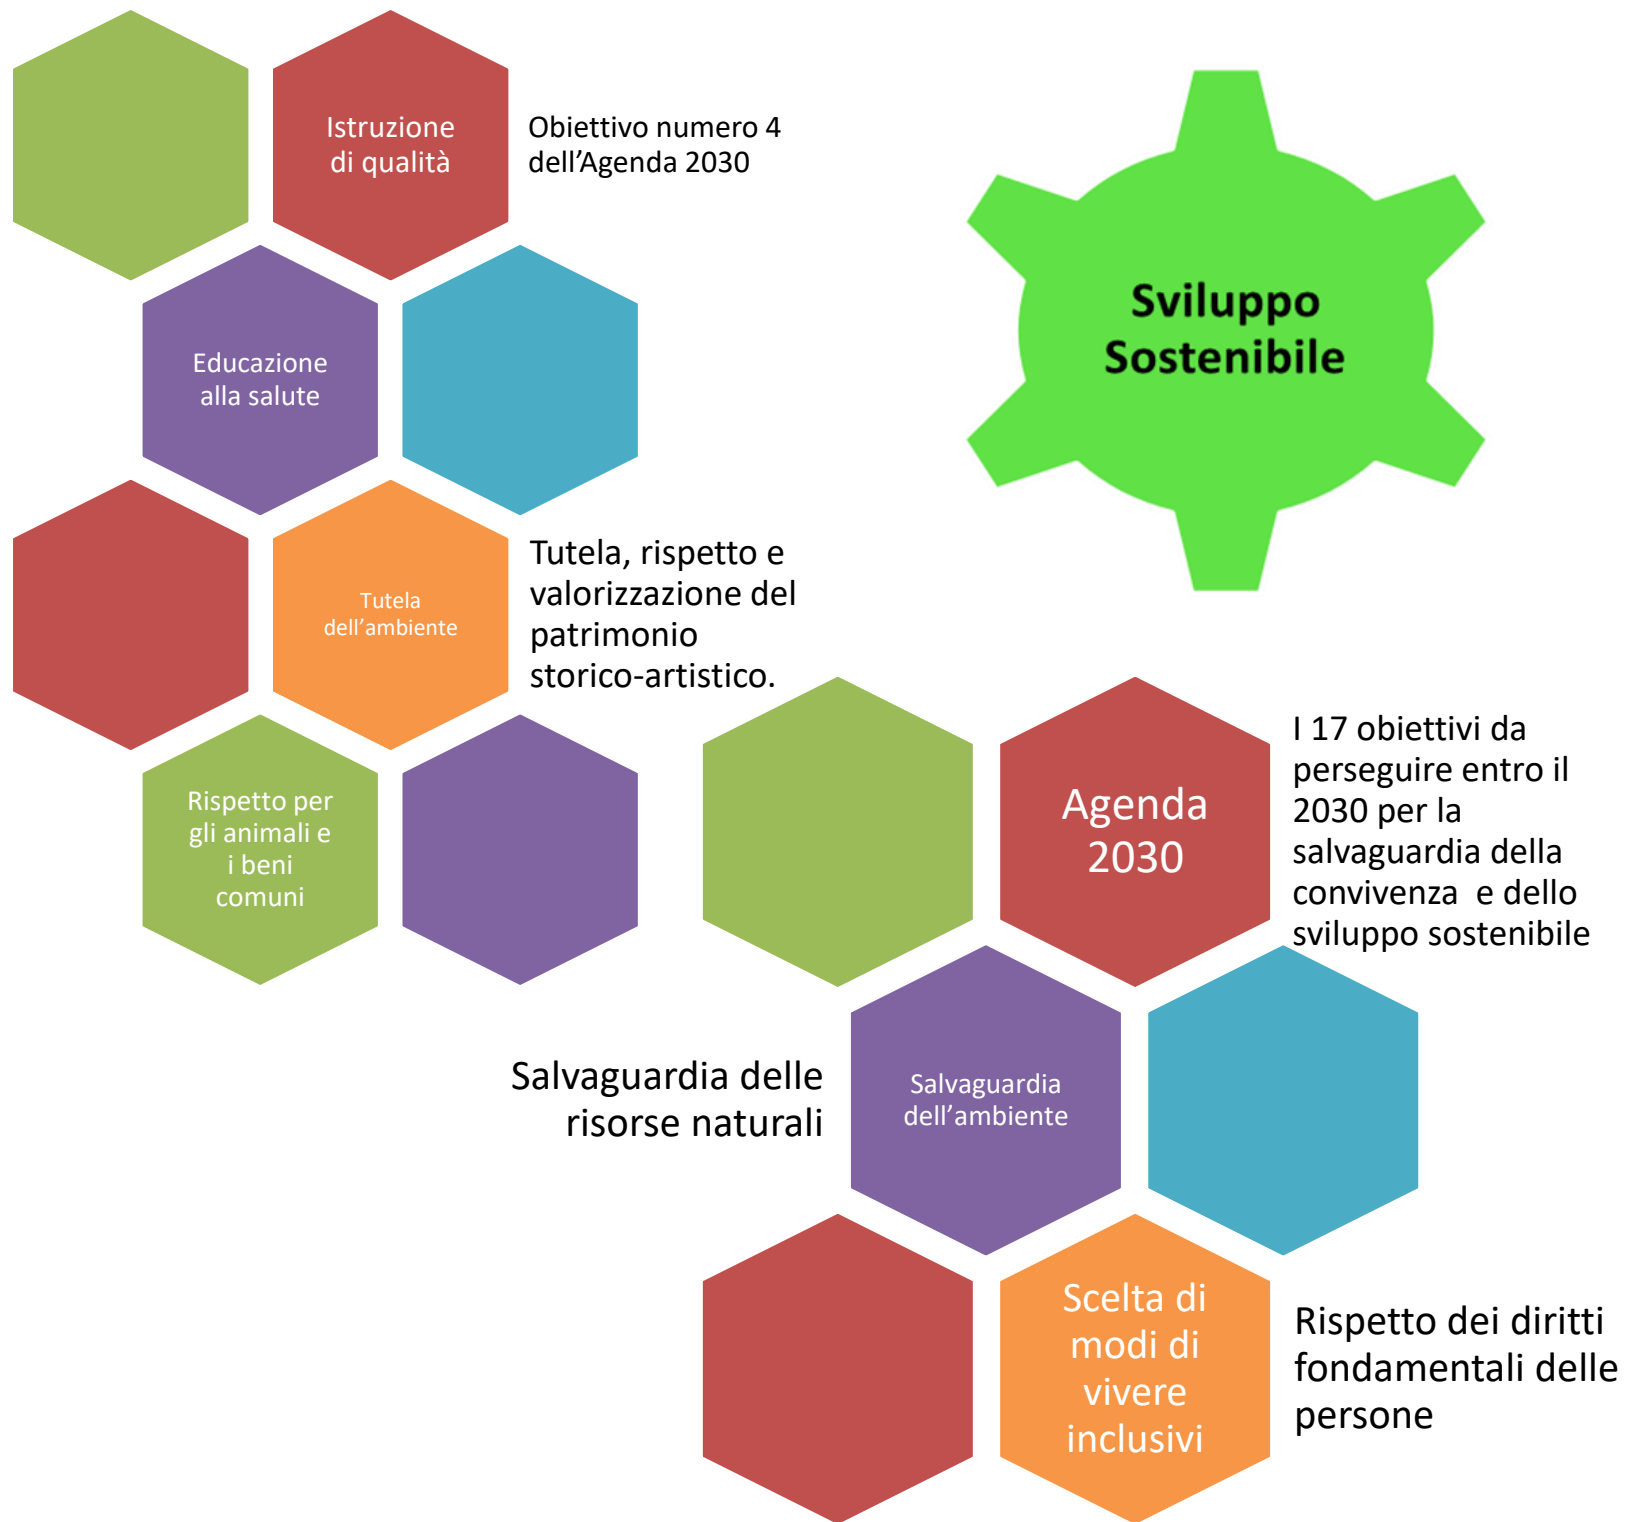 Istruzione
di qualità
Obiettivo numero 4
dell’Agenda 2030
Sviluppo
Sostenibile
Educazione
alla salute
Tutela
dell’ambiente
Tutela, rispetto e
valorizzazione del
patrimonio
storico-artistico.
Rispetto per
gli animali e
i beni
comuni
Agenda
2030
I 17 obiettivi da
perseguire entro il
2030 per la
salvaguardia della
convivenza  e dello
sviluppo sostenibile
Salvaguardia delle
risorse naturali
Salvaguardia
dell’ambiente
Scelta di
modi di
vivere
inclusivi
Rispetto dei diritti
fondamentali delle
persone